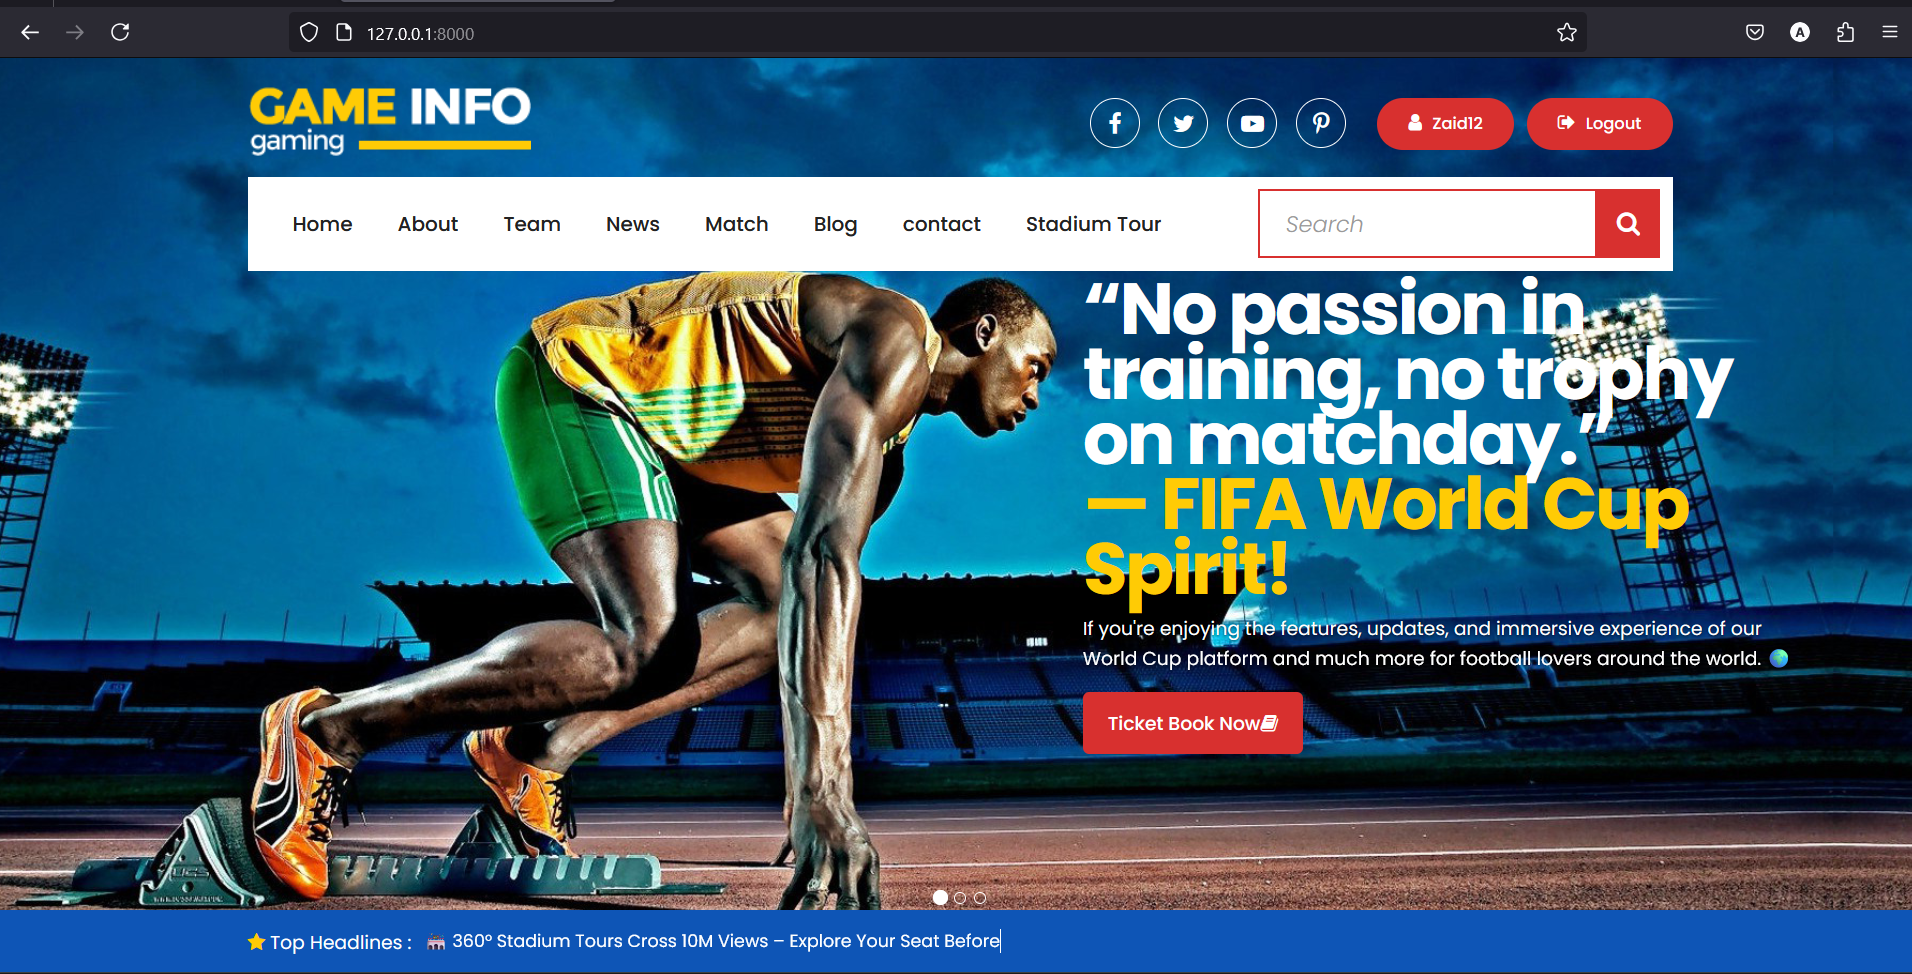 127.0.0.1:8000
GAME INFO
gaming
Zaid12
Logout
Home About Team News Match Blog contact Stadium Tour
Search
“No passion in
training, no trophy
on matchday.”
— FIFA World Cup
Spirit!
If you're enjoying the features, updates, and immersive experience of our
World Cup platform and much more for football lovers around the world. 🌍
Ticket Book Now
⭐ Top Headlines : 🏟️ 360° Stadium Tours Cross 10M Views – Explore Your Seat Before